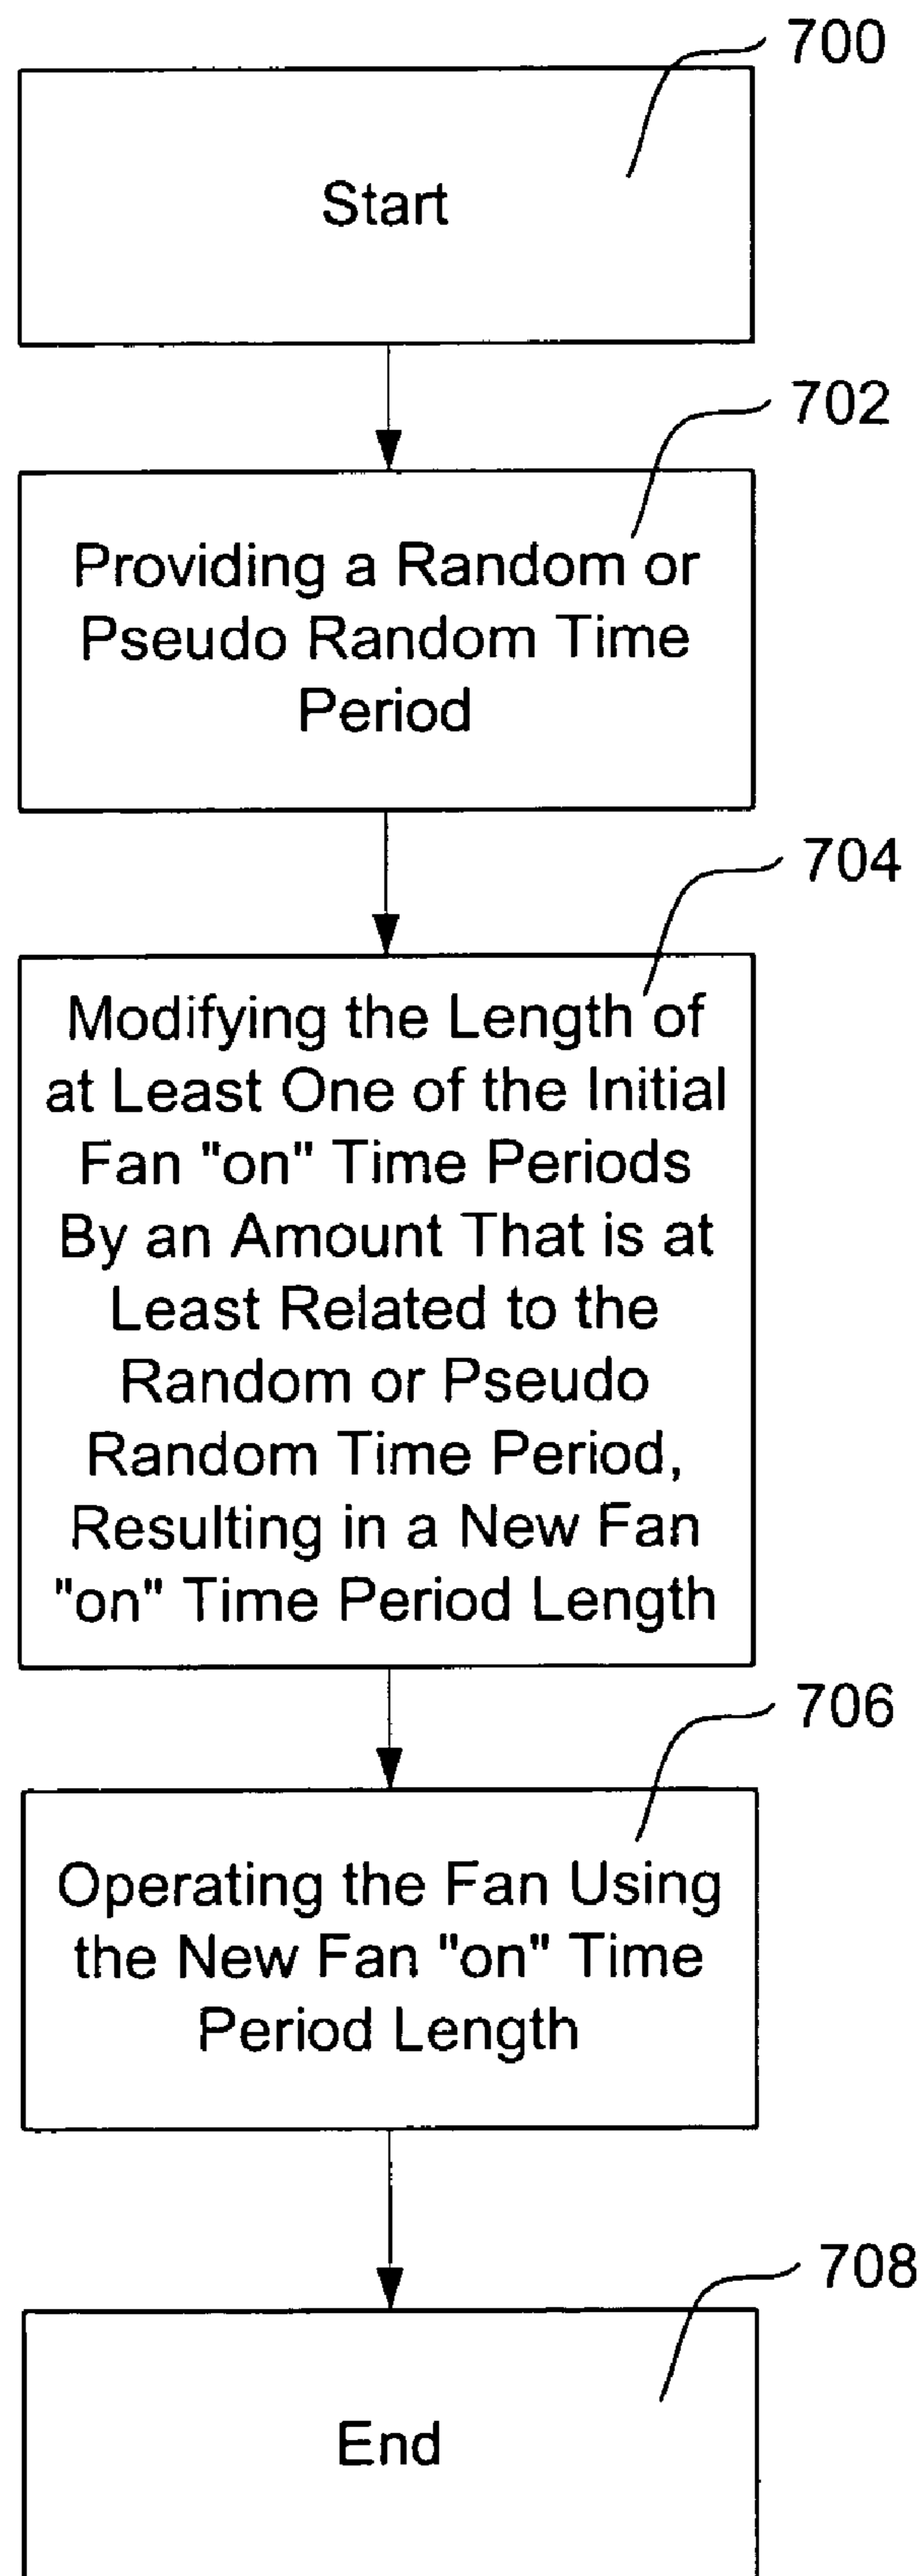 700
Start
702
Providing a Random or
Pseudo Random Time
Period
704
Modifying the Length of
at Least One of the Initial
Fan "on" Time Periods
By an Amount That is at
Least Related to the
Random or Pseudo
Random Time Period,
Resulting in a New Fan
"on" Time Period Length
706
Operating the Fan Using
the New Fan "on" Time
Period Length
708
End